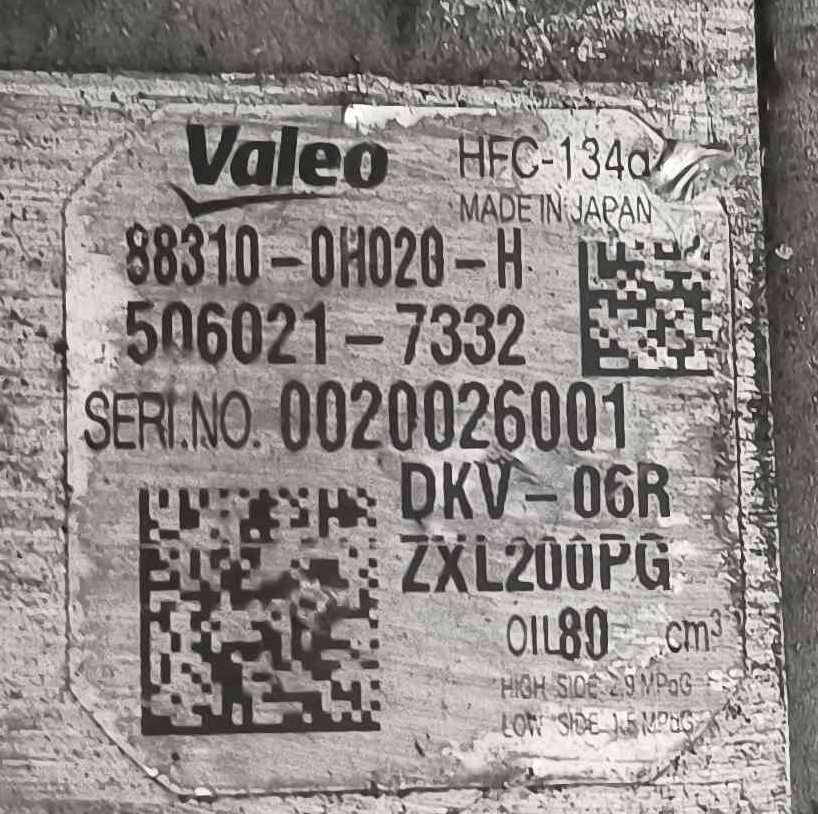 Valeo HFC-134a
MADE IN JAPAN
88310-0H020-H
506021-7332
SERI.NO. 0020026001
DKV-06R
ZXL200PG
OIL80 cm³
HIGH SIDE 2.9 MPaG
LOW SIDE 1.5 MPaG